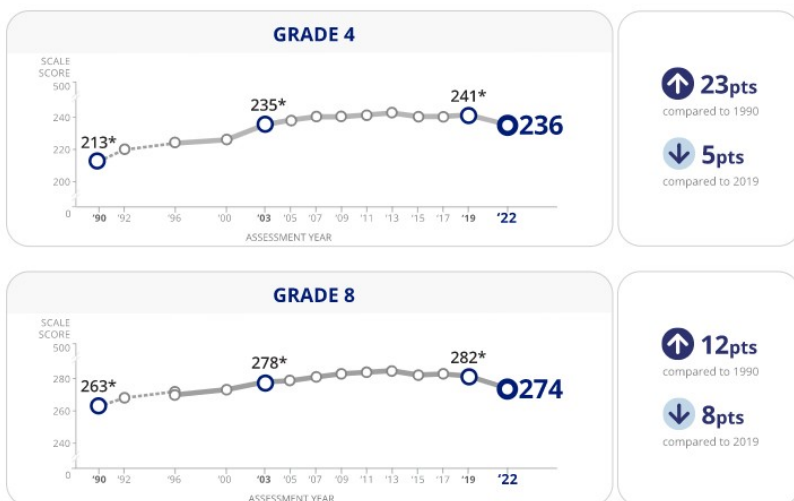 GRADE 4
SCALE
SCORE
500
240
220
200
0
213*
235*
241*
236
'90 '92 '96 '00 '03 '05 '07 '09 '11 '13 '15 '17 '19 '22
ASSESSMENT YEAR
23pts
compared to 1990
5pts
compared to 2019
GRADE 8
SCALE
SCORE
500
280
260
240
0
263*
278*
282*
274
'90 '92 '96 '00 '03 '05 '07 '09 '11 '13 '15 '17 '19 '22
ASSESSMENT YEAR
12pts
compared to 1990
8pts
compared to 2019